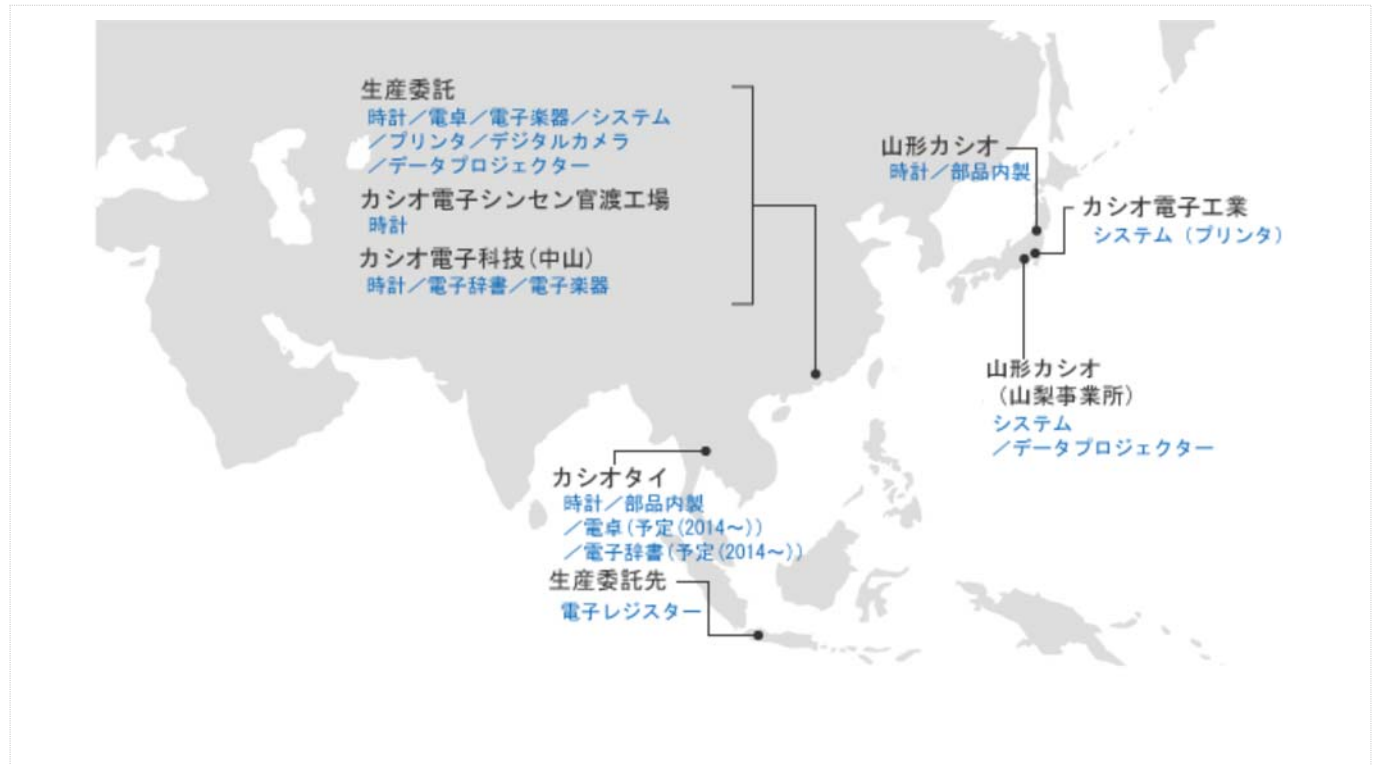 生産委託
時計／電卓／電子楽器／システム
／プリンタ／デジタルカメラ
／データプロジェクター
カシオ電子シンセン官渡工場
時計
カシオ電子科技(中山)
時計／電子辞書／電子楽器
山形カシオ
時計／部品内製
カシオ電子工業
システム（プリンタ）
山形カシオ
（山梨事業所）
システム
／データプロジェクター
カシオタイ
時計／部品内製
／電卓(予定(2014～))
／電子辞書(予定(2014～))
生産委託先
電子レジスター